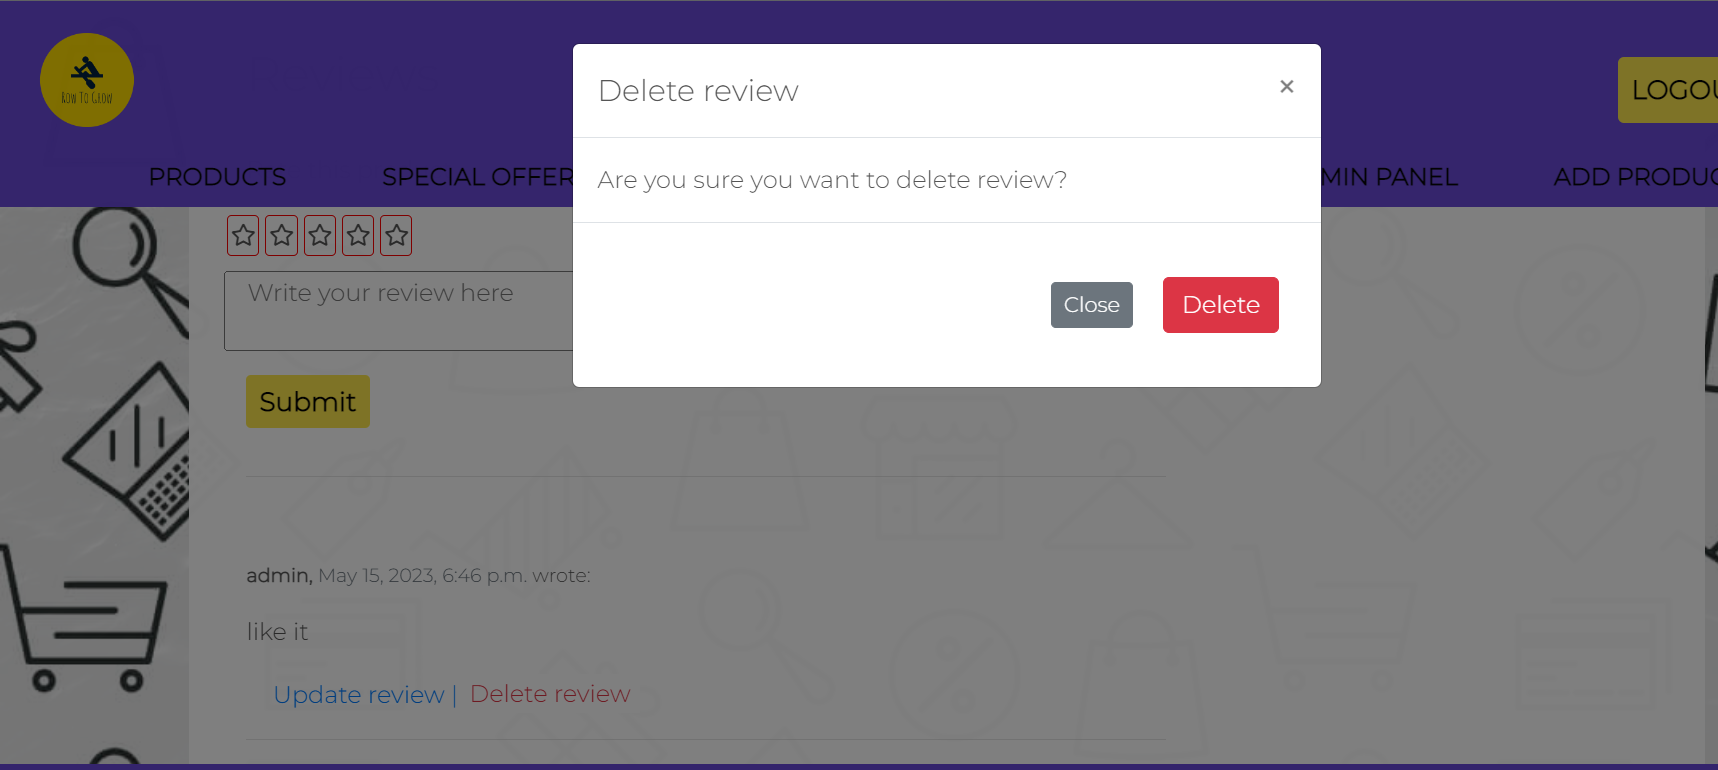 Row To Grow
LOGOU
PRODUCTS
SPECIAL OFFER
MIN PANEL
ADD PRODUC
Delete review
×
Are you sure you want to delete review?
Close
Delete
Write your review here
Submit
admin, May 15, 2023, 6:46 p.m. wrote:
like it
Update review | Delete review